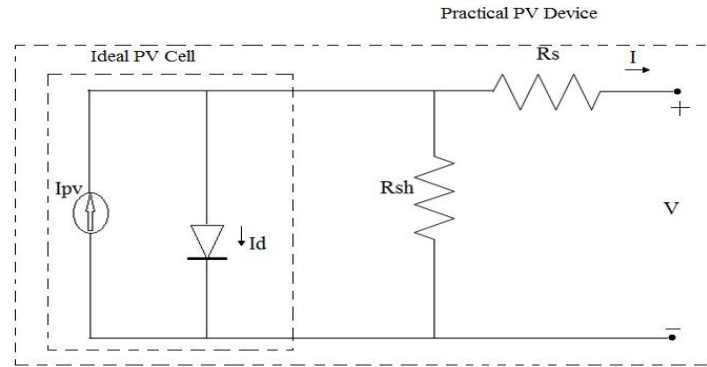 Practical PV Device
Ideal PV Cell
Rs
I
+
Ipv
Id
Rsh
V
-